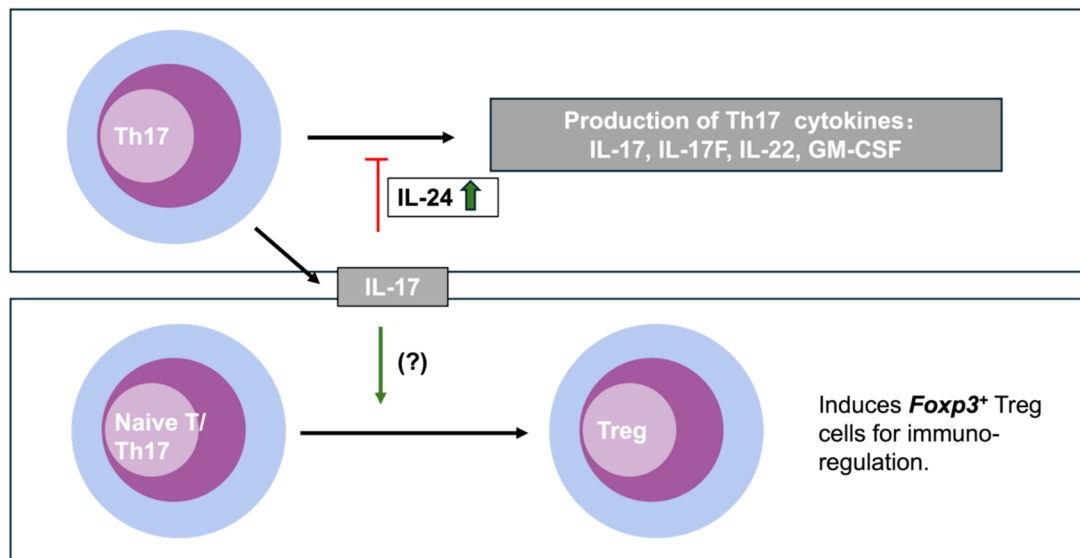 Th17
Production of Th17 cytokines:
IL-17, IL-17F, IL-22, GM-CSF
IL-24
IL-17
(?)
Naive T/
Th17
Treg
Induces Foxp3⁺ Treg
cells for immuno-
regulation.